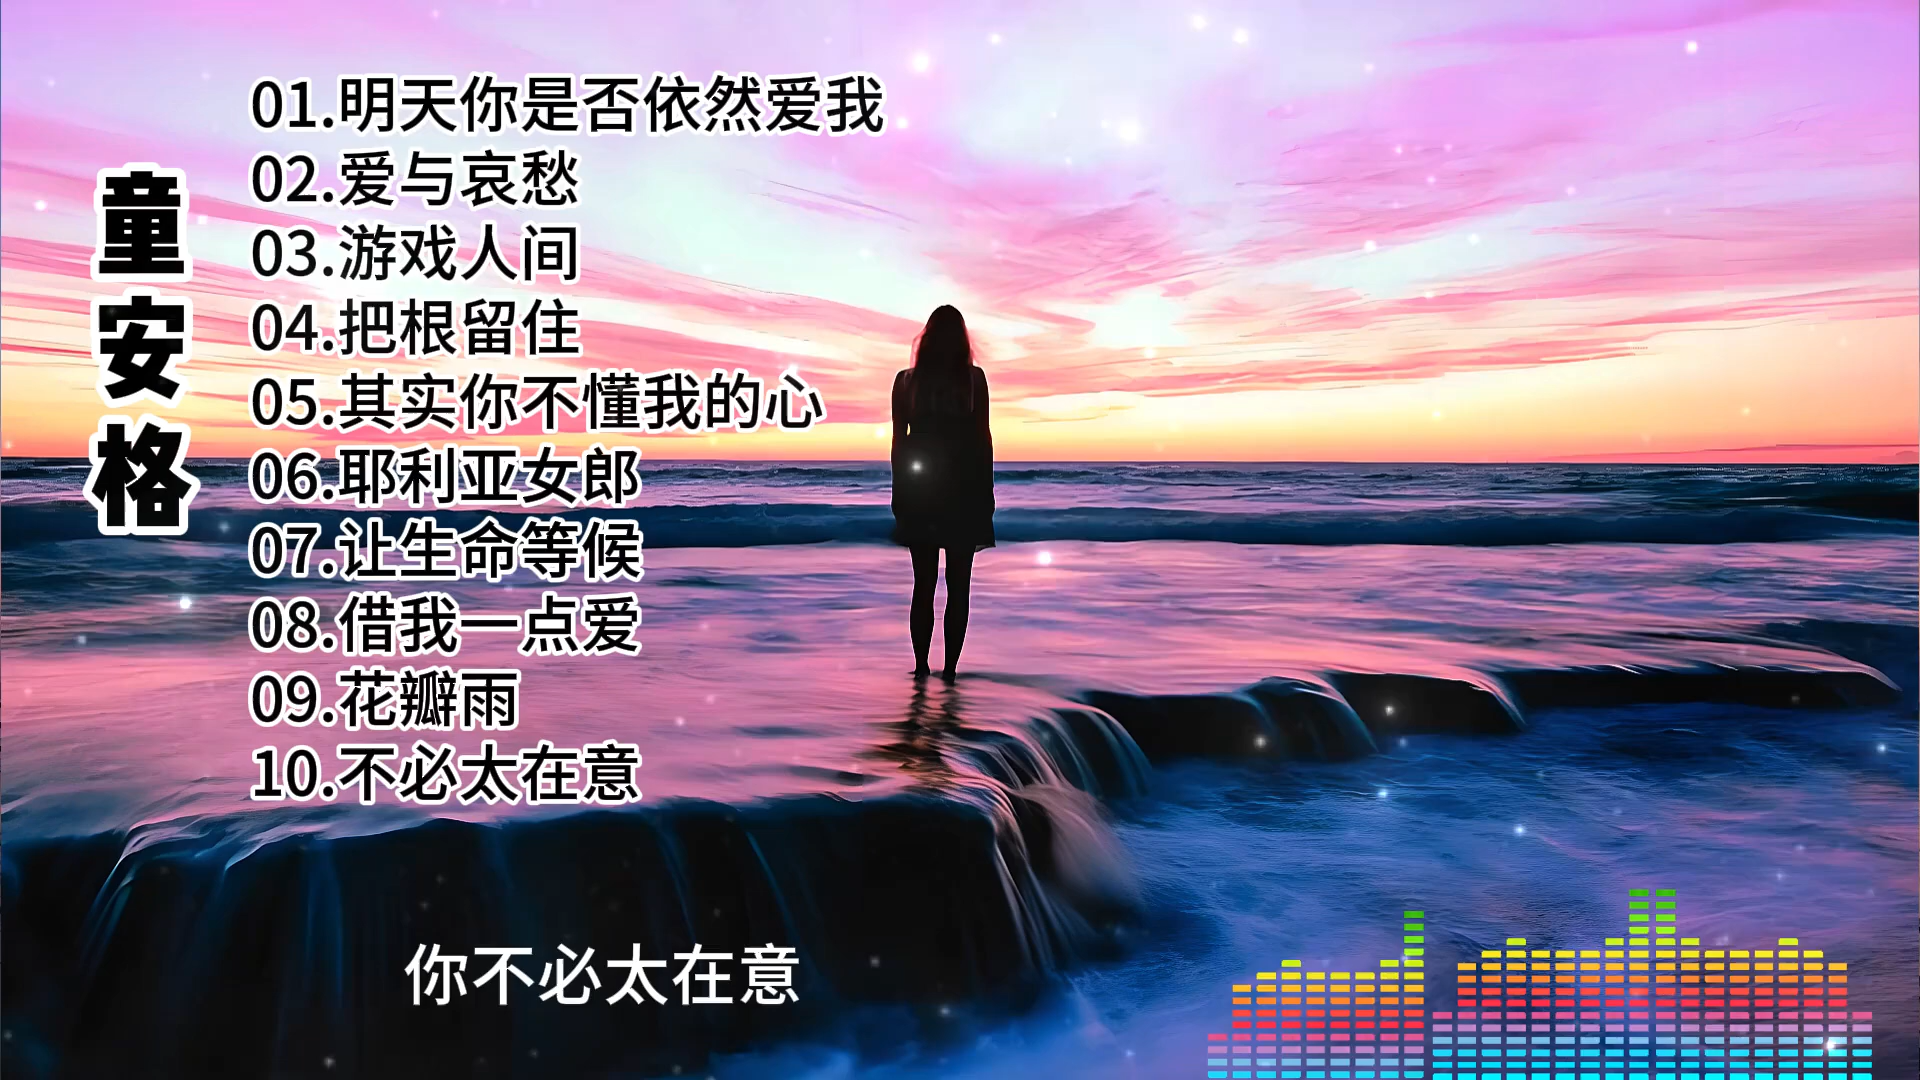 童安格
01.明天你是否依然爱我
02.爱与哀愁
03.游戏人间
04.把根留住
05.其实你不懂我的心
06.耶利亚女郎
07.让生命等候
08.借我一点爱
09.花瓣雨
10.不必太在意
你不必太在意